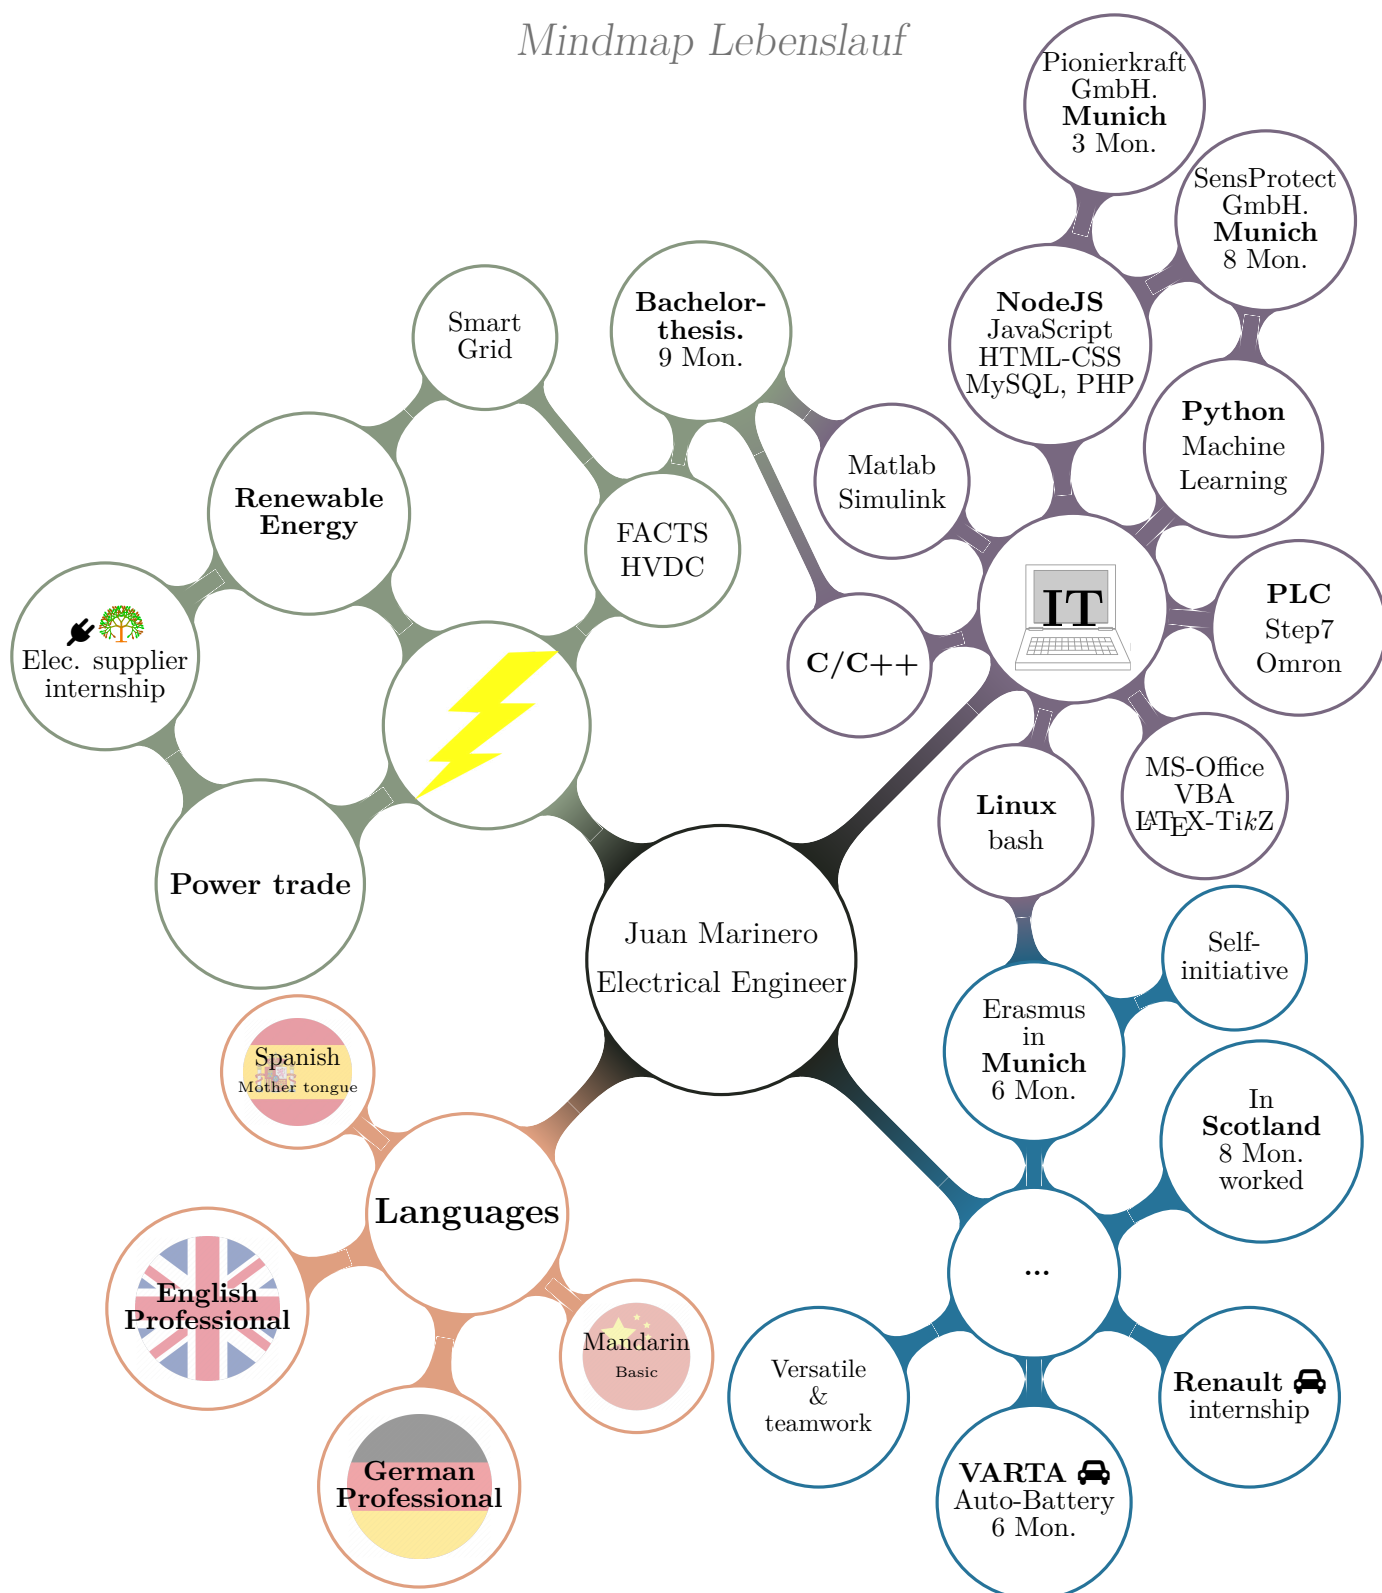 Mindmap Lebenslauf
Pionierkraft
GmbH.
Munich
3 Mon.
SensProtect
GmbH.
Munich
8 Mon.
NodeJS
JavaScript
HTML-CSS
MySQL, PHP
Bachelor-
thesis.
9 Mon.
Smart
Grid
Python
Machine
Learning
Matlab
Simulink
Renewable
Energy
FACTS
HVDC
IT
PLC
Step7
Omron
C/C++
Elec. supplier
internship
MS-Office
VBA
LATEX-TikZ
Linux
bash
Power trade
Juan Marinero
Electrical Engineer
Self-
initiative
Erasmus
in
Munich
6 Mon.
Spanish
Mother tongue
In
Scotland
8 Mon.
worked
Languages
...
English
Professional
Mandarin
Basic
Versatile
&
teamwork
Renault
internship
German
Professional
VARTA
Auto-Battery
6 Mon.